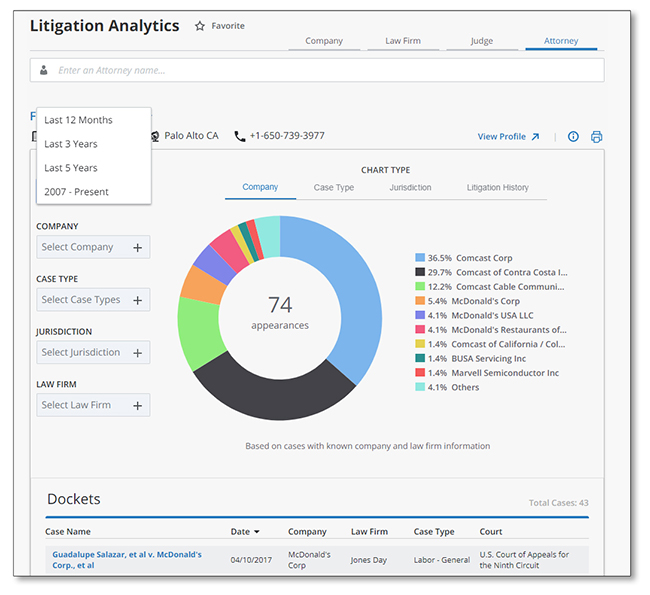 Litigation Analytics
Favorite
Company
Law Firm
Judge
Attorney
Enter an Attorney name...
Last 12 Months
Last 3 Years
Last 5 Years
2007 - Present
Palo Alto CA
+1-650-739-3977
View Profile
CHART TYPE
Company
Case Type
Jurisdiction
Litigation History
COMPANY
Select Company +
CASE TYPE
Select Case Types +
JURISDICTION
Select Jurisdiction +
LAW FIRM
Select Law Firm +
74
appearances
36.5% Comcast Corp
29.7% Comcast of Contra Costa I...
12.2% Comcast Cable Communi...
5.4% McDonald's Corp
4.1% McDonald's USA LLC
4.1% McDonald's Restaurants of...
1.4% Comcast of California / Col...
1.4% BUSA Servicing Inc
1.4% Marvell Semiconductor Inc
4.1% Others
Based on cases with known company and law firm information
Dockets
Total Cases: 43
Case Name Date Company Law Firm Case Type Court
Guadalupe Salazar, et al v. McDonald's
Corp., et al
04/10/2017
McDonald's
Corp
Jones Day
Labor - General
U.S. Court of Appeals for
the Ninth Circuit